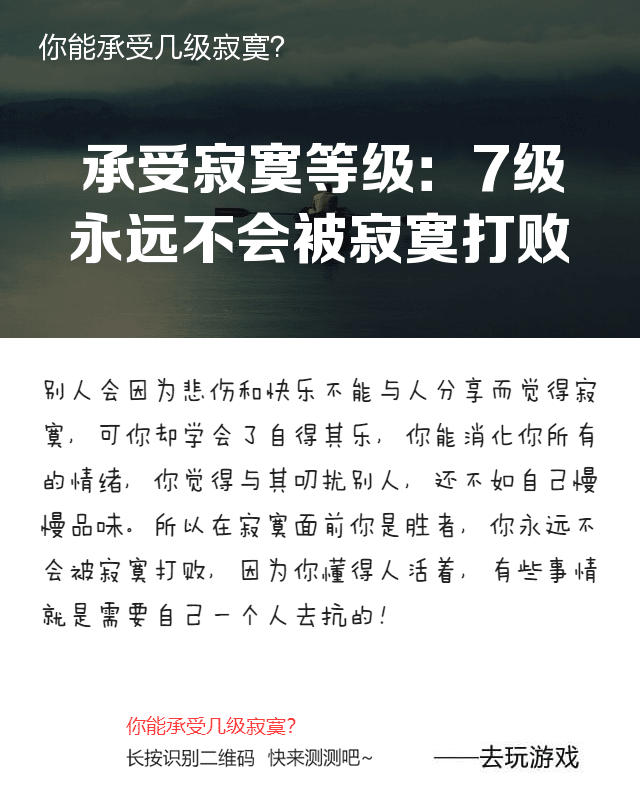 你能承受几级寂寞?
承受寂寞等级：7级
永远不会被寂寞打败
别人会因为悲伤和快乐不能与人分享而觉得寂
寞，可你却学会了自得其乐，你能消化你所有
的情绪，你觉得与其叨扰别人，还不如自己慢
慢品味。所以在寂寞面前你是胜者，你永远不
会被寂寞打败，因为你懂得人活着，有些事情
就是需要自己一个人去抗的！
你能承受几级寂寞?
长按识别二维码 快来测测吧~
——去玩游戏